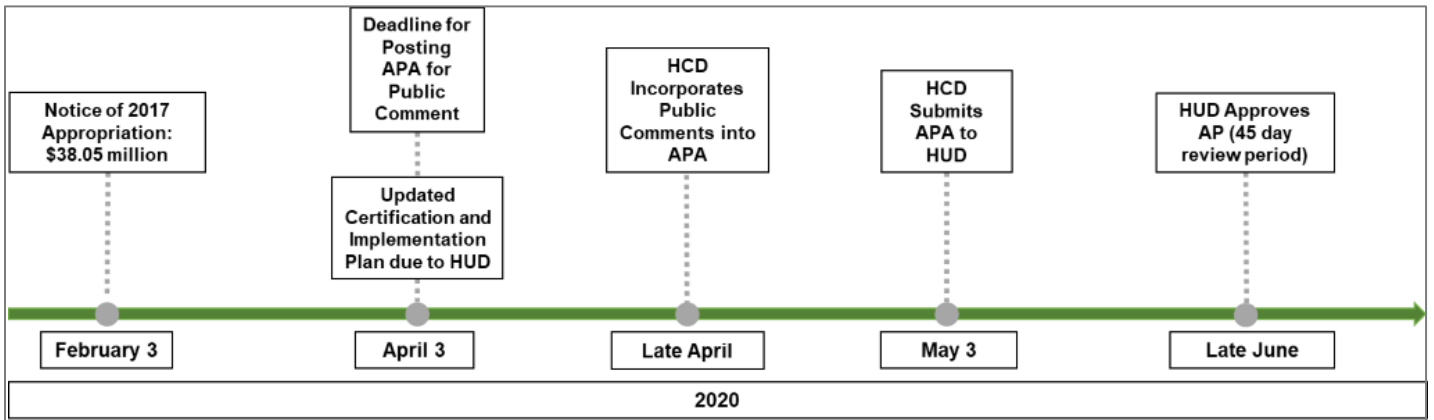 Notice of 2017
Appropriation:
$38.05 million
Deadline for
Posting
APA for
Public
Comment
Updated
Certification and
Implementation
Plan due to HUD
HCD
Incorporates
Public
Comments into
APA
HCD
Submits
APA to
HUD
HUD Approves
AP (45 day
review period)
February 3
April 3
Late April
May 3
Late June
2020